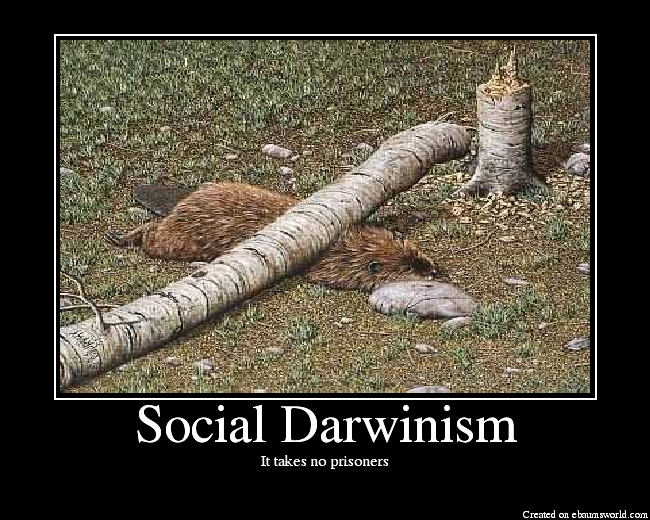 Social Darwinism
It takes no prisoners
Created on ebaumsworld.com